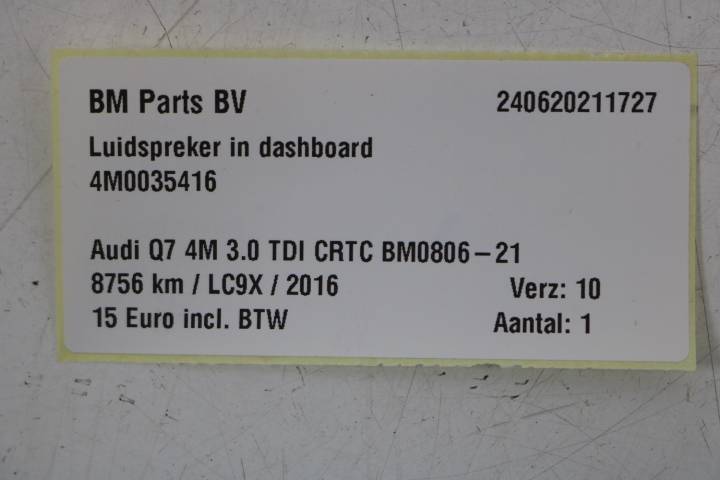 BM Parts BV 240620211727
Luidspreker in dashboard
4M0035416
Audi Q7 4M 3.0 TDI CRTC BM0806-21
8756 km / LC9X / 2016 Verz: 10
15 Euro incl. BTW Aantal: 1